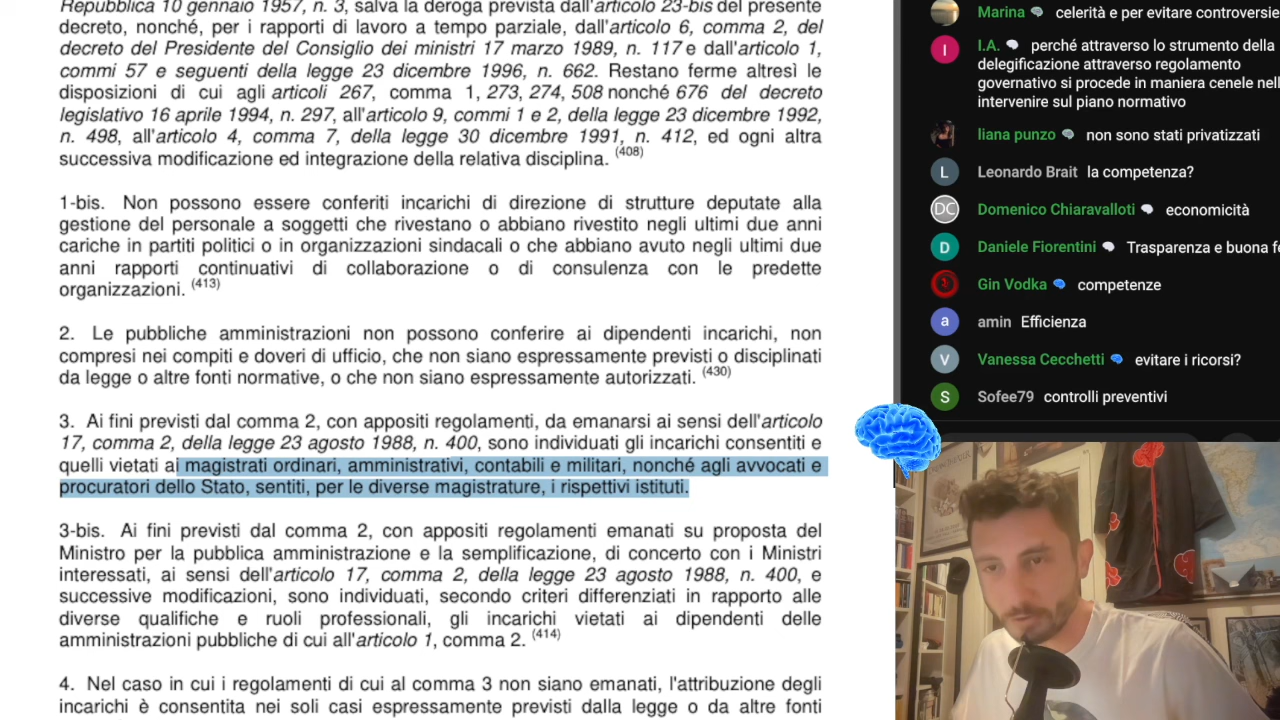 Repubblica 10 gennaio 1957, n. 3, salva la deroga prevista dall'articolo 23-bis del presente
decreto, nonché, per i rapporti di lavoro a tempo parziale, dall'articolo 6, comma 2, del
decreto del Presidente del Consiglio dei ministri 17 marzo 1989, n. 117 e dall'articolo 1,
commi 57 e seguenti della legge 23 dicembre 1996, n. 662. Restano ferme altresì le
disposizioni di cui agli articoli 267, comma 1, 273, 274, 508 nonché 676 del decreto
legislativo 16 aprile 1994, n. 297, all'articolo 9, commi 1 e 2, della legge 23 dicembre 1992,
n. 498, all'articolo 4, comma 7, della legge 30 dicembre 1991, n. 412, ed ogni altra
successiva modificazione ed integrazione della relativa disciplina. (408)
1-bis. Non possono essere conferiti incarichi di direzione di strutture deputate alla
gestione del personale a soggetti che rivestano o abbiano rivestito negli ultimi due anni
cariche in partiti politici o in organizzazioni sindacali o che abbiano avuto negli ultimi due
anni rapporti continuativi di collaborazione o di consulenza con le predette
organizzazioni. (413)
2. Le pubbliche amministrazioni non possono conferire ai dipendenti incarichi, non
compresi nei compiti e doveri di ufficio, che non siano espressamente previsti o disciplinati
da legge o altre fonti normative, o che non siano espressamente autorizzati. (430)
3. Ai fini previsti dal comma 2, con appositi regolamenti, da emanarsi ai sensi dell'articolo
17, comma 2, della legge 23 agosto 1988, n. 400, sono individuati gli incarichi consentiti e
quelli vietati ai magistrati ordinari, amministrativi, contabili e militari, nonché agli avvocati e
procuratori dello Stato, sentiti, per le diverse magistrature, i rispettivi istituti.
3-bis. Ai fini previsti dal comma 2, con appositi regolamenti emanati su proposta del
Ministro per la pubblica amministrazione e la semplificazione, di concerto con i Ministri
interessati, ai sensi dell'articolo 17, comma 2, della legge 23 agosto 1988, n. 400, e
successive modificazioni, sono individuati, secondo criteri differenziati in rapporto alle
diverse qualifiche e ruoli professionali, gli incarichi vietati ai dipendenti delle
amministrazioni pubbliche di cui all'articolo 1, comma 2. (414)
4. Nel caso in cui i regolamenti di cui al comma 3 non siano emanati, l'attribuzione degli
incarichi è consentita nei soli casi espressamente previsti dalla legge o da altre fonti
Marina celerità e per evitare controversie
I I.A. perché attraverso lo strumento della
delegificazione attraverso regolamento
governativo si procede in maniera cenele nell
intervenire sul piano normativo
liana punzo non sono stati privatizzati
L Leonardo Brait la competenza?
DC Domenico Chiaravalloti economicità
D Daniele Fiorentini Trasparenza e buona
Gin Vodka competenze
a amin Efficienza
V Vanessa Cecchetti evitare i ricorsi?
S Sofee79 controlli preventivi